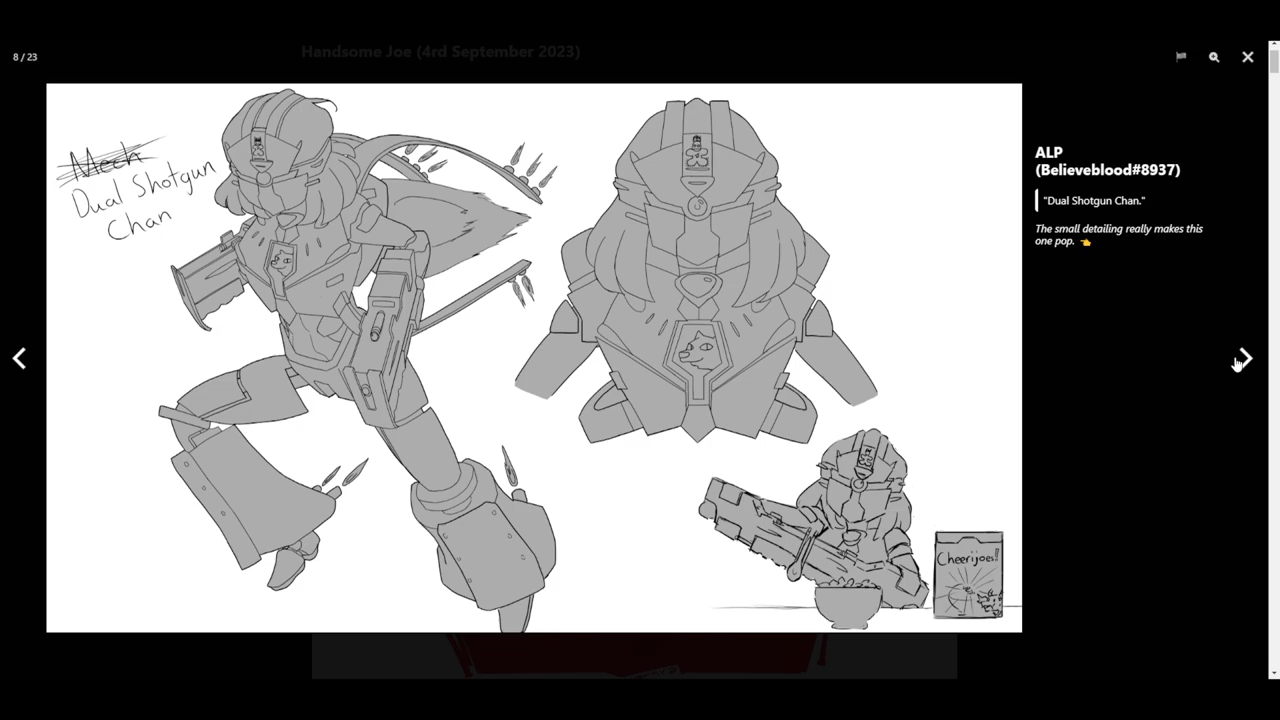 Handsome Joe (4rd September 2023)
8 / 23
Mech
Dual Shotgun
Chan
ALP
(Believeblood#8937)
"Dual Shotgun Chan."
The small detailing really makes this
one pop. 👈
Cheerijoes!